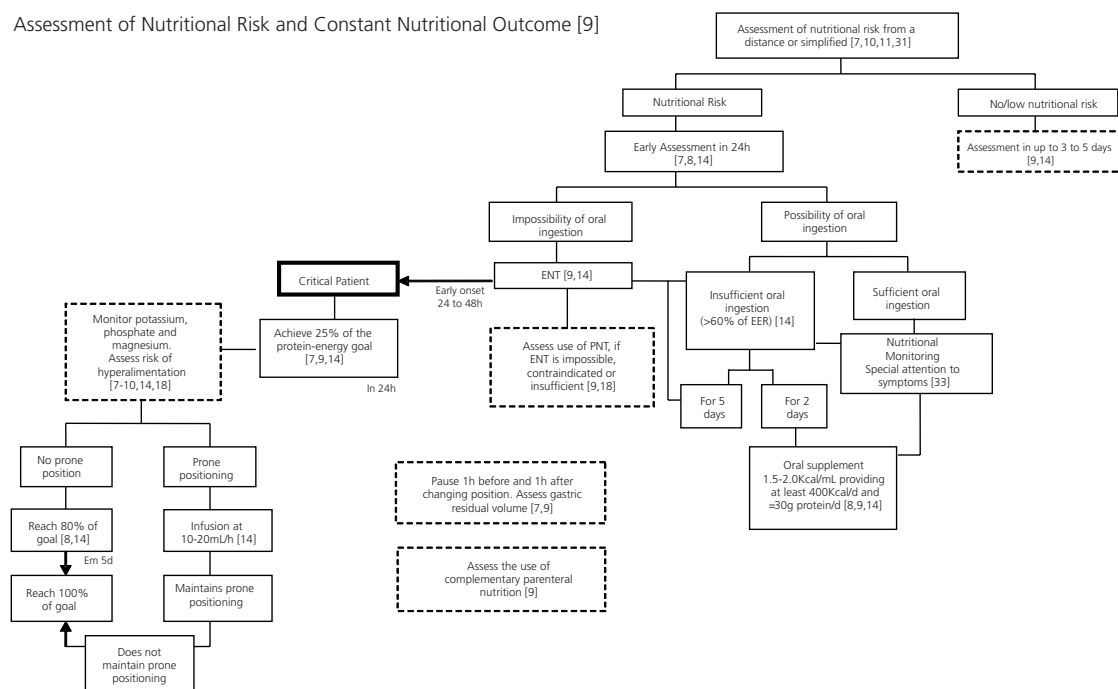 Assessment of Nutritional Risk and Constant Nutritional Outcome [9]
Assessment of nutritional risk from a
distance or simplified [7,10,11,31]
Nutritional Risk
No/low nutritional risk
Early Assessment in 24h
[7,8,14]
Assessment in up to 3 to 5 days
[9,14]
Impossibility of oral
ingestion
Possibility of oral
ingestion
ENT [9,14]
Early onset
24 to 48h
Critical Patient
Insufficient oral
ingestion
(>60% of EER) [14]
Sufficient oral
ingestion
Monitor potassium,
phosphate and
magnesium.
Assess risk of
hyperalimentation
[7-10,14,18]
Achieve 25% of the
protein-energy goal
[7,9,14]
In 24h
Assess use of PNT, if
ENT is impossible,
contraindicated or
insufficient [9,18]
Nutritional
Monitoring
Special attention to
symptoms [33]
For 5
days
For 2
days
No prone
position
Prone
positioning
Pause 1h before and 1h after
changing position. Assess gastric
residual volume [7,9]
Oral supplement
1.5-2.0Kcal/mL providing
at least 400Kcal/d and
=30g protein/d [8,9,14]
Reach 80% of
goal [8,14]
Em 5d
Infusion at
10-20mL/h [14]
Assess the use of
complementary parenteral
nutrition [9]
Reach 100%
of goal
Maintains prone
positioning
Does not
maintain prone
positioning